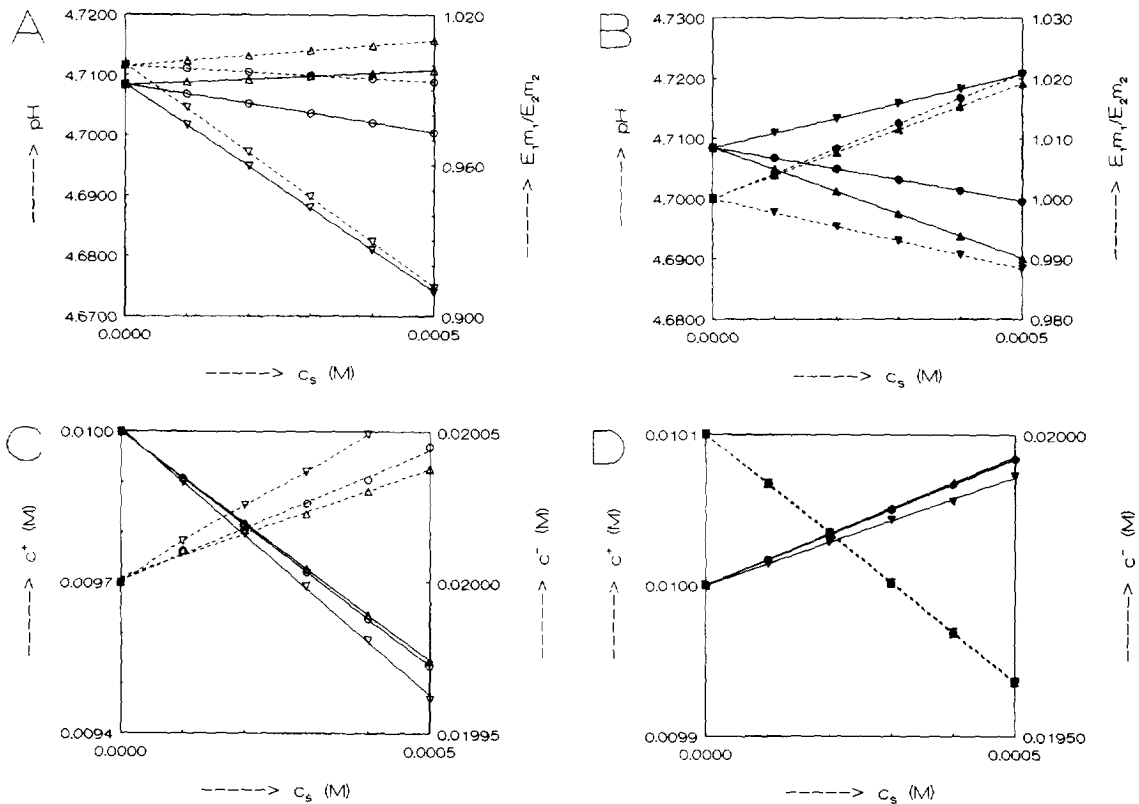 A
4.7200
4.7100
4.7000
4.6900
4.6800
4.6700
-----> pH
1.020
0.960
0.900
-----> E₁m₁/E₂m₂
0.0000
0.0005
-----> cₛ (M)
B
4.7300
4.7200
4.7100
4.7000
4.6900
4.6800
——> pH
1.030
1.020
1.010
1.000
0.990
0.980
-----> E₁m₁/E₂m₂
0.0000
0.0005
-----> cₛ (M)
C
0.0100
0.0097
0.0094
-----> c⁺ (M)
0.02005
0.02000
0.01995
-----> c⁻ (M)
0.0000
0.0005
-----> cₛ (M)
D
0.0101
0.0100
0.0099
-----> c⁺ (M)
0.02000
0.01950
-----> c⁻ (M)
0.0000
0.0005
-----> cₛ (M)